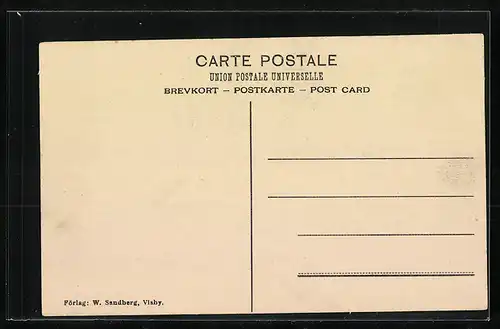 CARTE POSTALE
UNION POSTALE UNIVERSELLE
BREVKORT – POSTKARTE – POST CARD
Förlag: W. Sandberg, Visby.